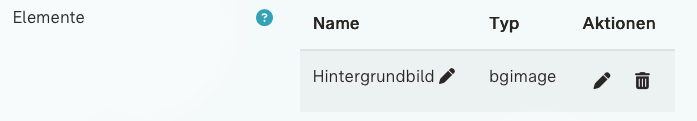 Elemente ? Name Typ Aktionen
Hintergrundbild bgimage